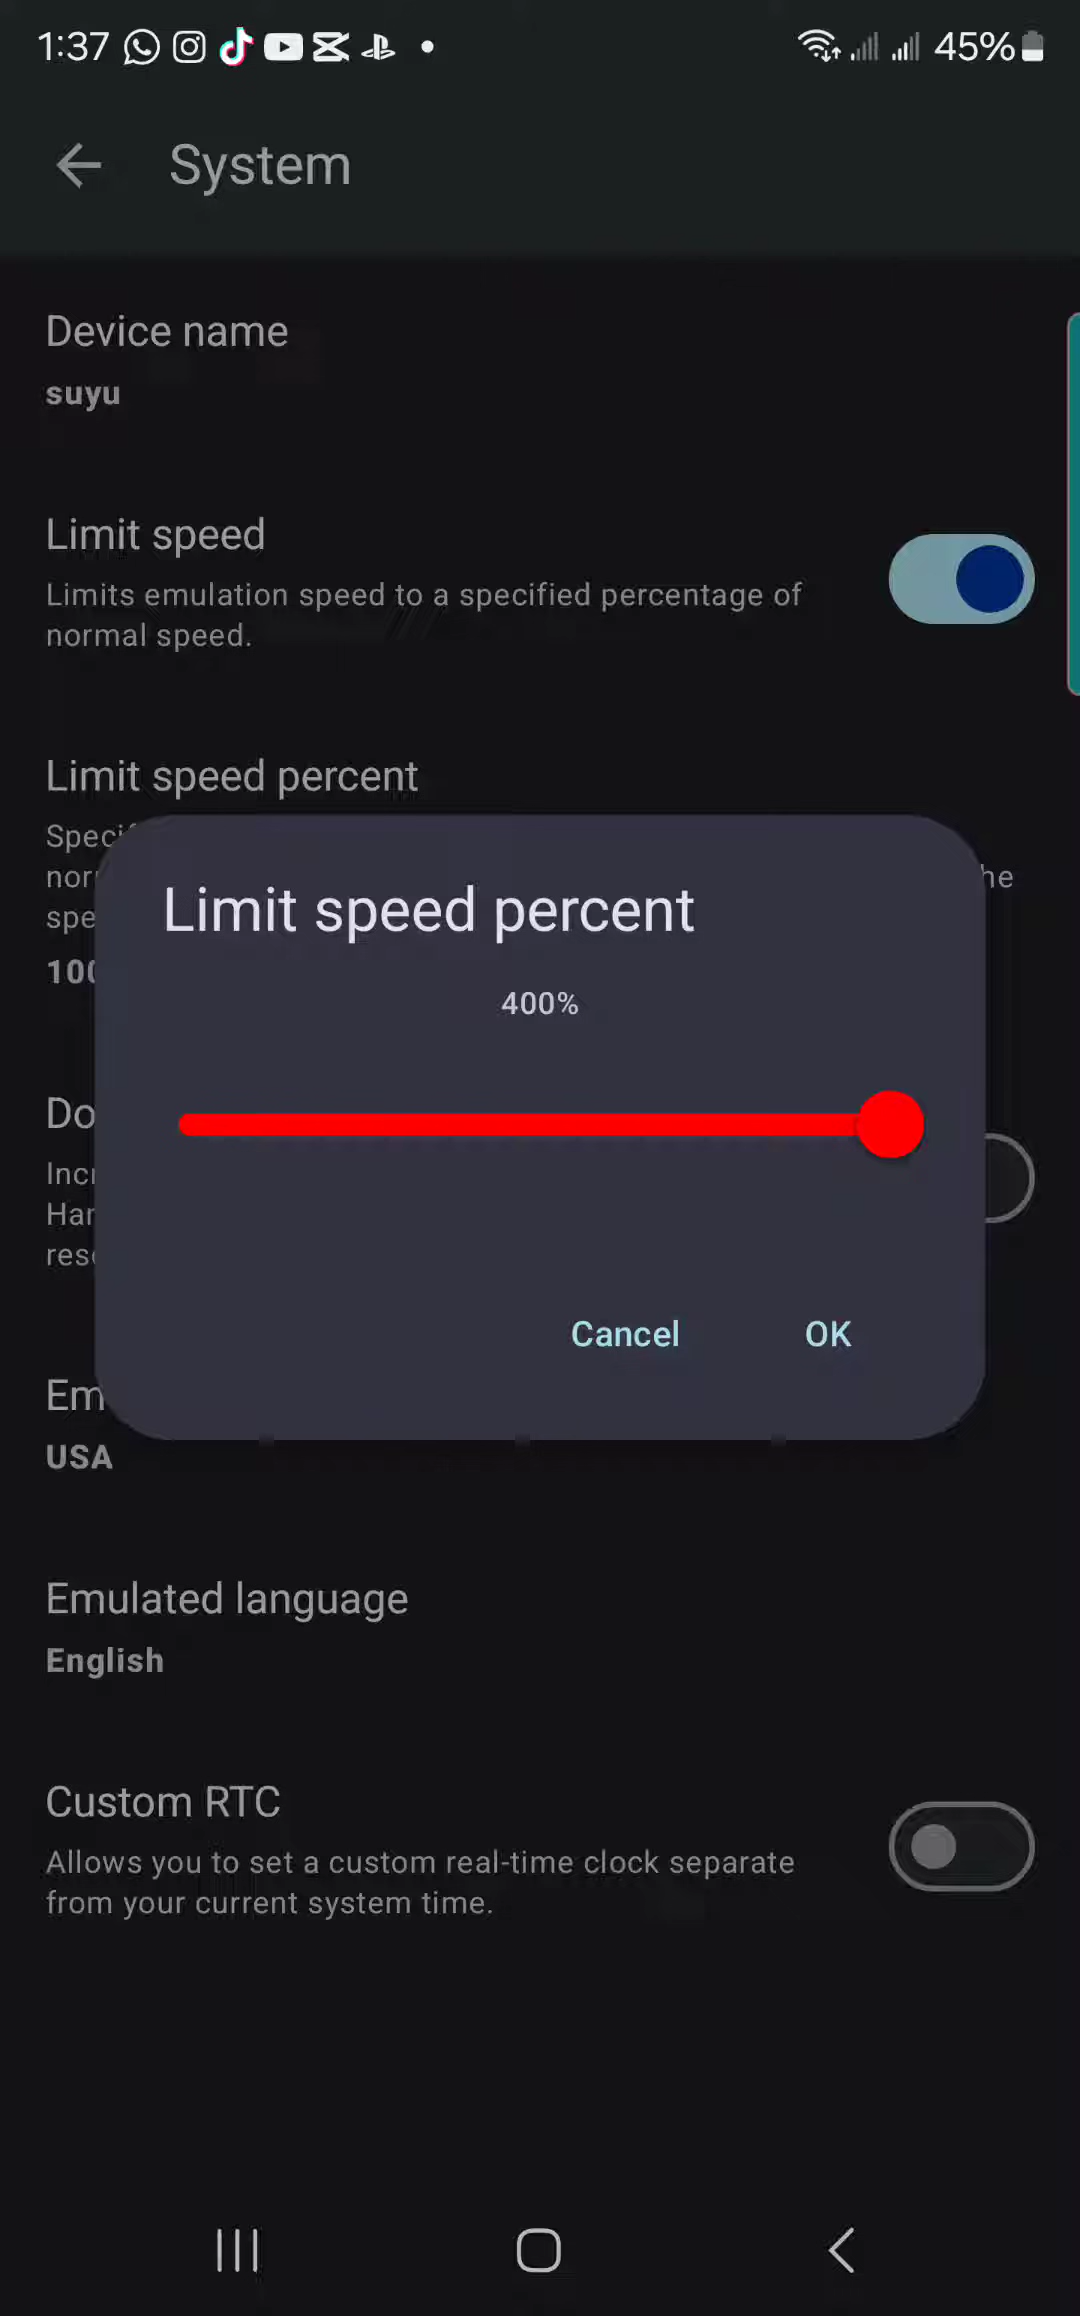 1:37
45%
System
Device name
suyu
Limit speed
Limits emulation speed to a specified percentage of
normal speed.
Limit speed percent
Limit speed percent
400%
Cancel
OK
USA
Emulated language
English
Custom RTC
Allows you to set a custom real-time clock separate
from your current system time.